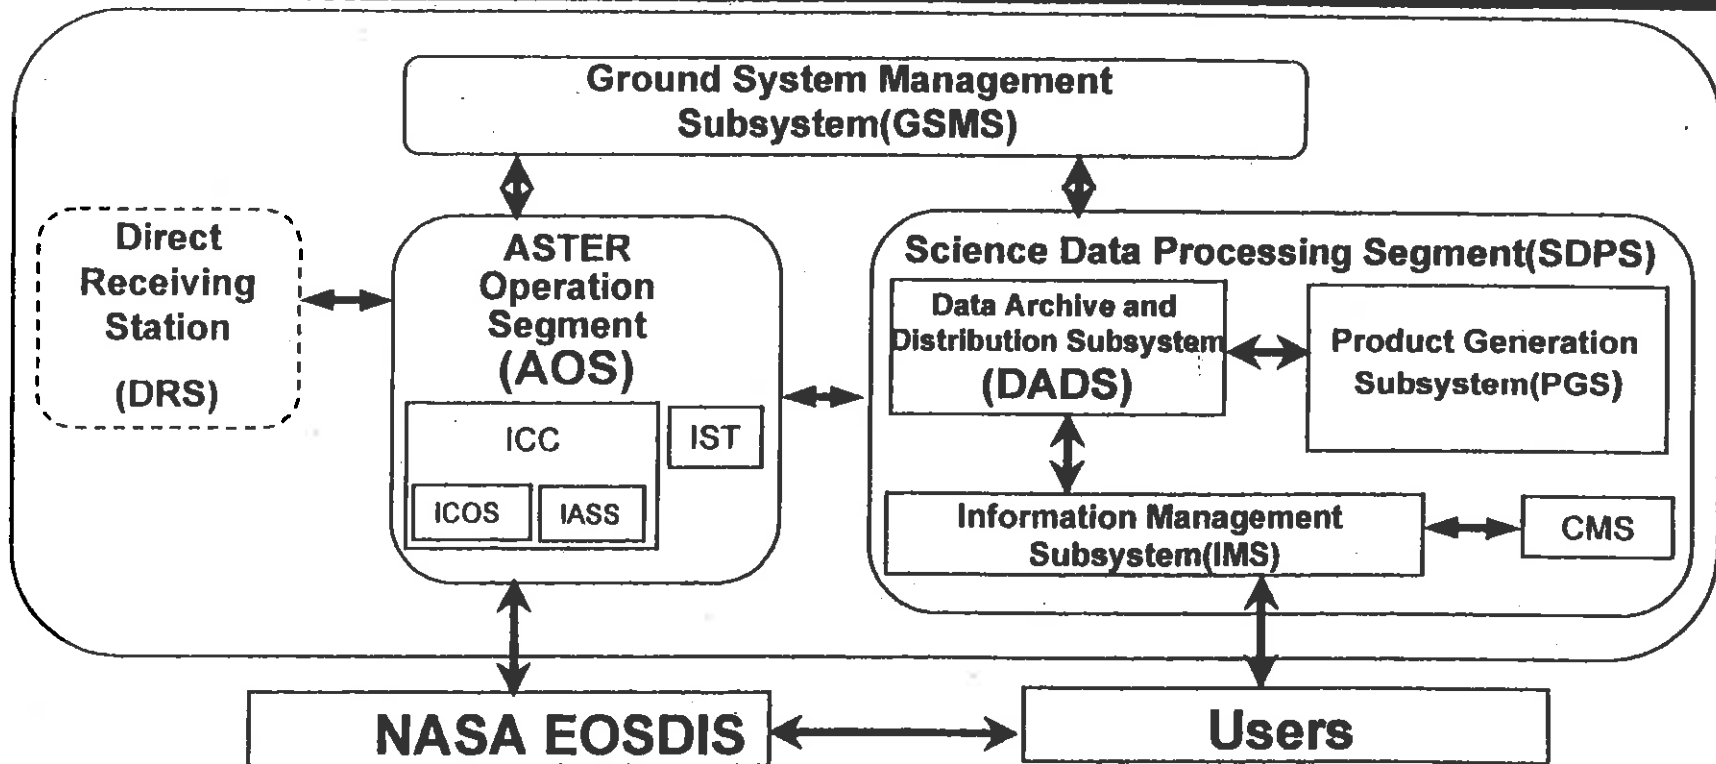 Ground System Management
Subsystem(GSMS)
Direct
Receiving
Station
(DRS)
ASTER
Operation
Segment
(AOS)
ICC
IST
ICOS
IASS
Science Data Processing Segment(SDPS)
Data Archive and
Distribution Subsystem
(DADS)
Product Generation
Subsystem(PGS)
Information Management
Subsystem(IMS)
CMS
NASA EOSDIS
Users